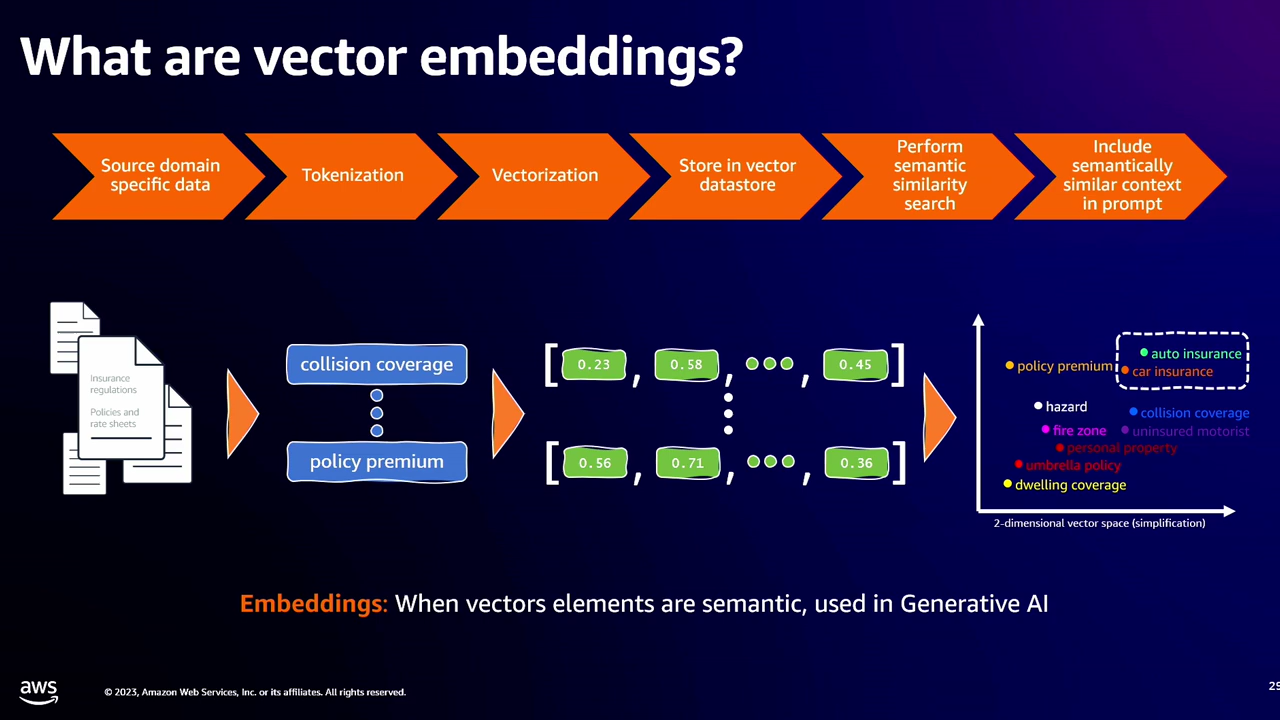 What are vector embeddings?
Source domain
specific data
Tokenization
Vectorization
Store in vector
datastore
Perform
semantic
similarity
search
Include
semantically
similar context
in prompt
Insurance
regulations
Policies and
rate sheets
collision coverage
policy premium
[ 0.23 , 0.58 , , 0.45 ]
[ 0.56 , 0.71 , , 0.36 ]
auto insurance
policy premium
car insurance
hazard
collision coverage
fire zone
uninsured motorist
personal property
umbrella policy
dwelling coverage
2-dimensional vector space (simplification)
Embeddings: When vectors elements are semantic, used in Generative AI
aws
© 2023, Amazon Web Services, Inc. or its affiliates. All rights reserved.
29